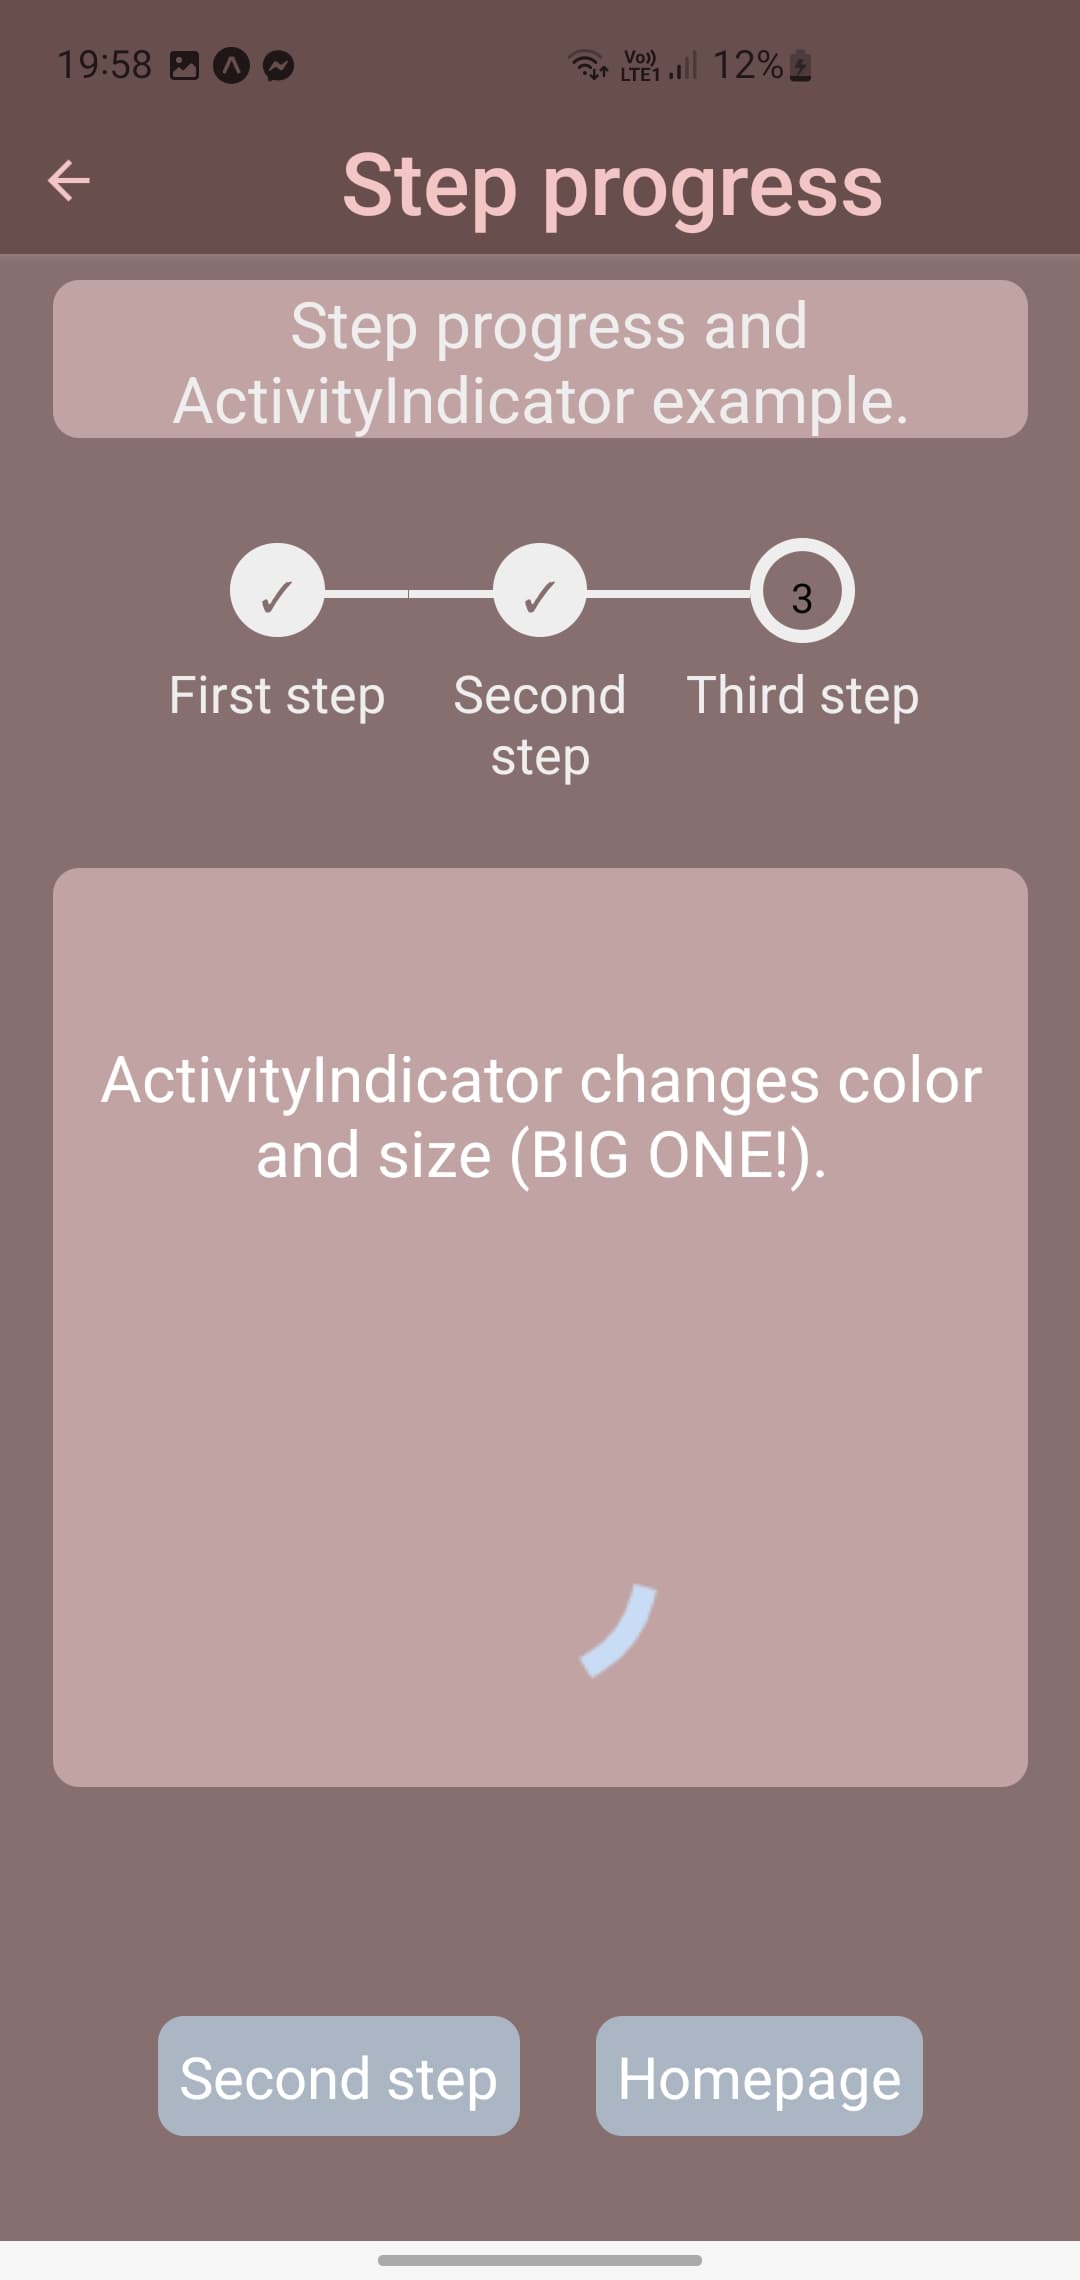 19:58 Vo)) LTE1 12%
Step progress
Step progress and
ActivityIndicator example.
✓ ✓ 3
First step Second step Third step
ActivityIndicator changes color
and size (BIG ONE!).
Second step Homepage